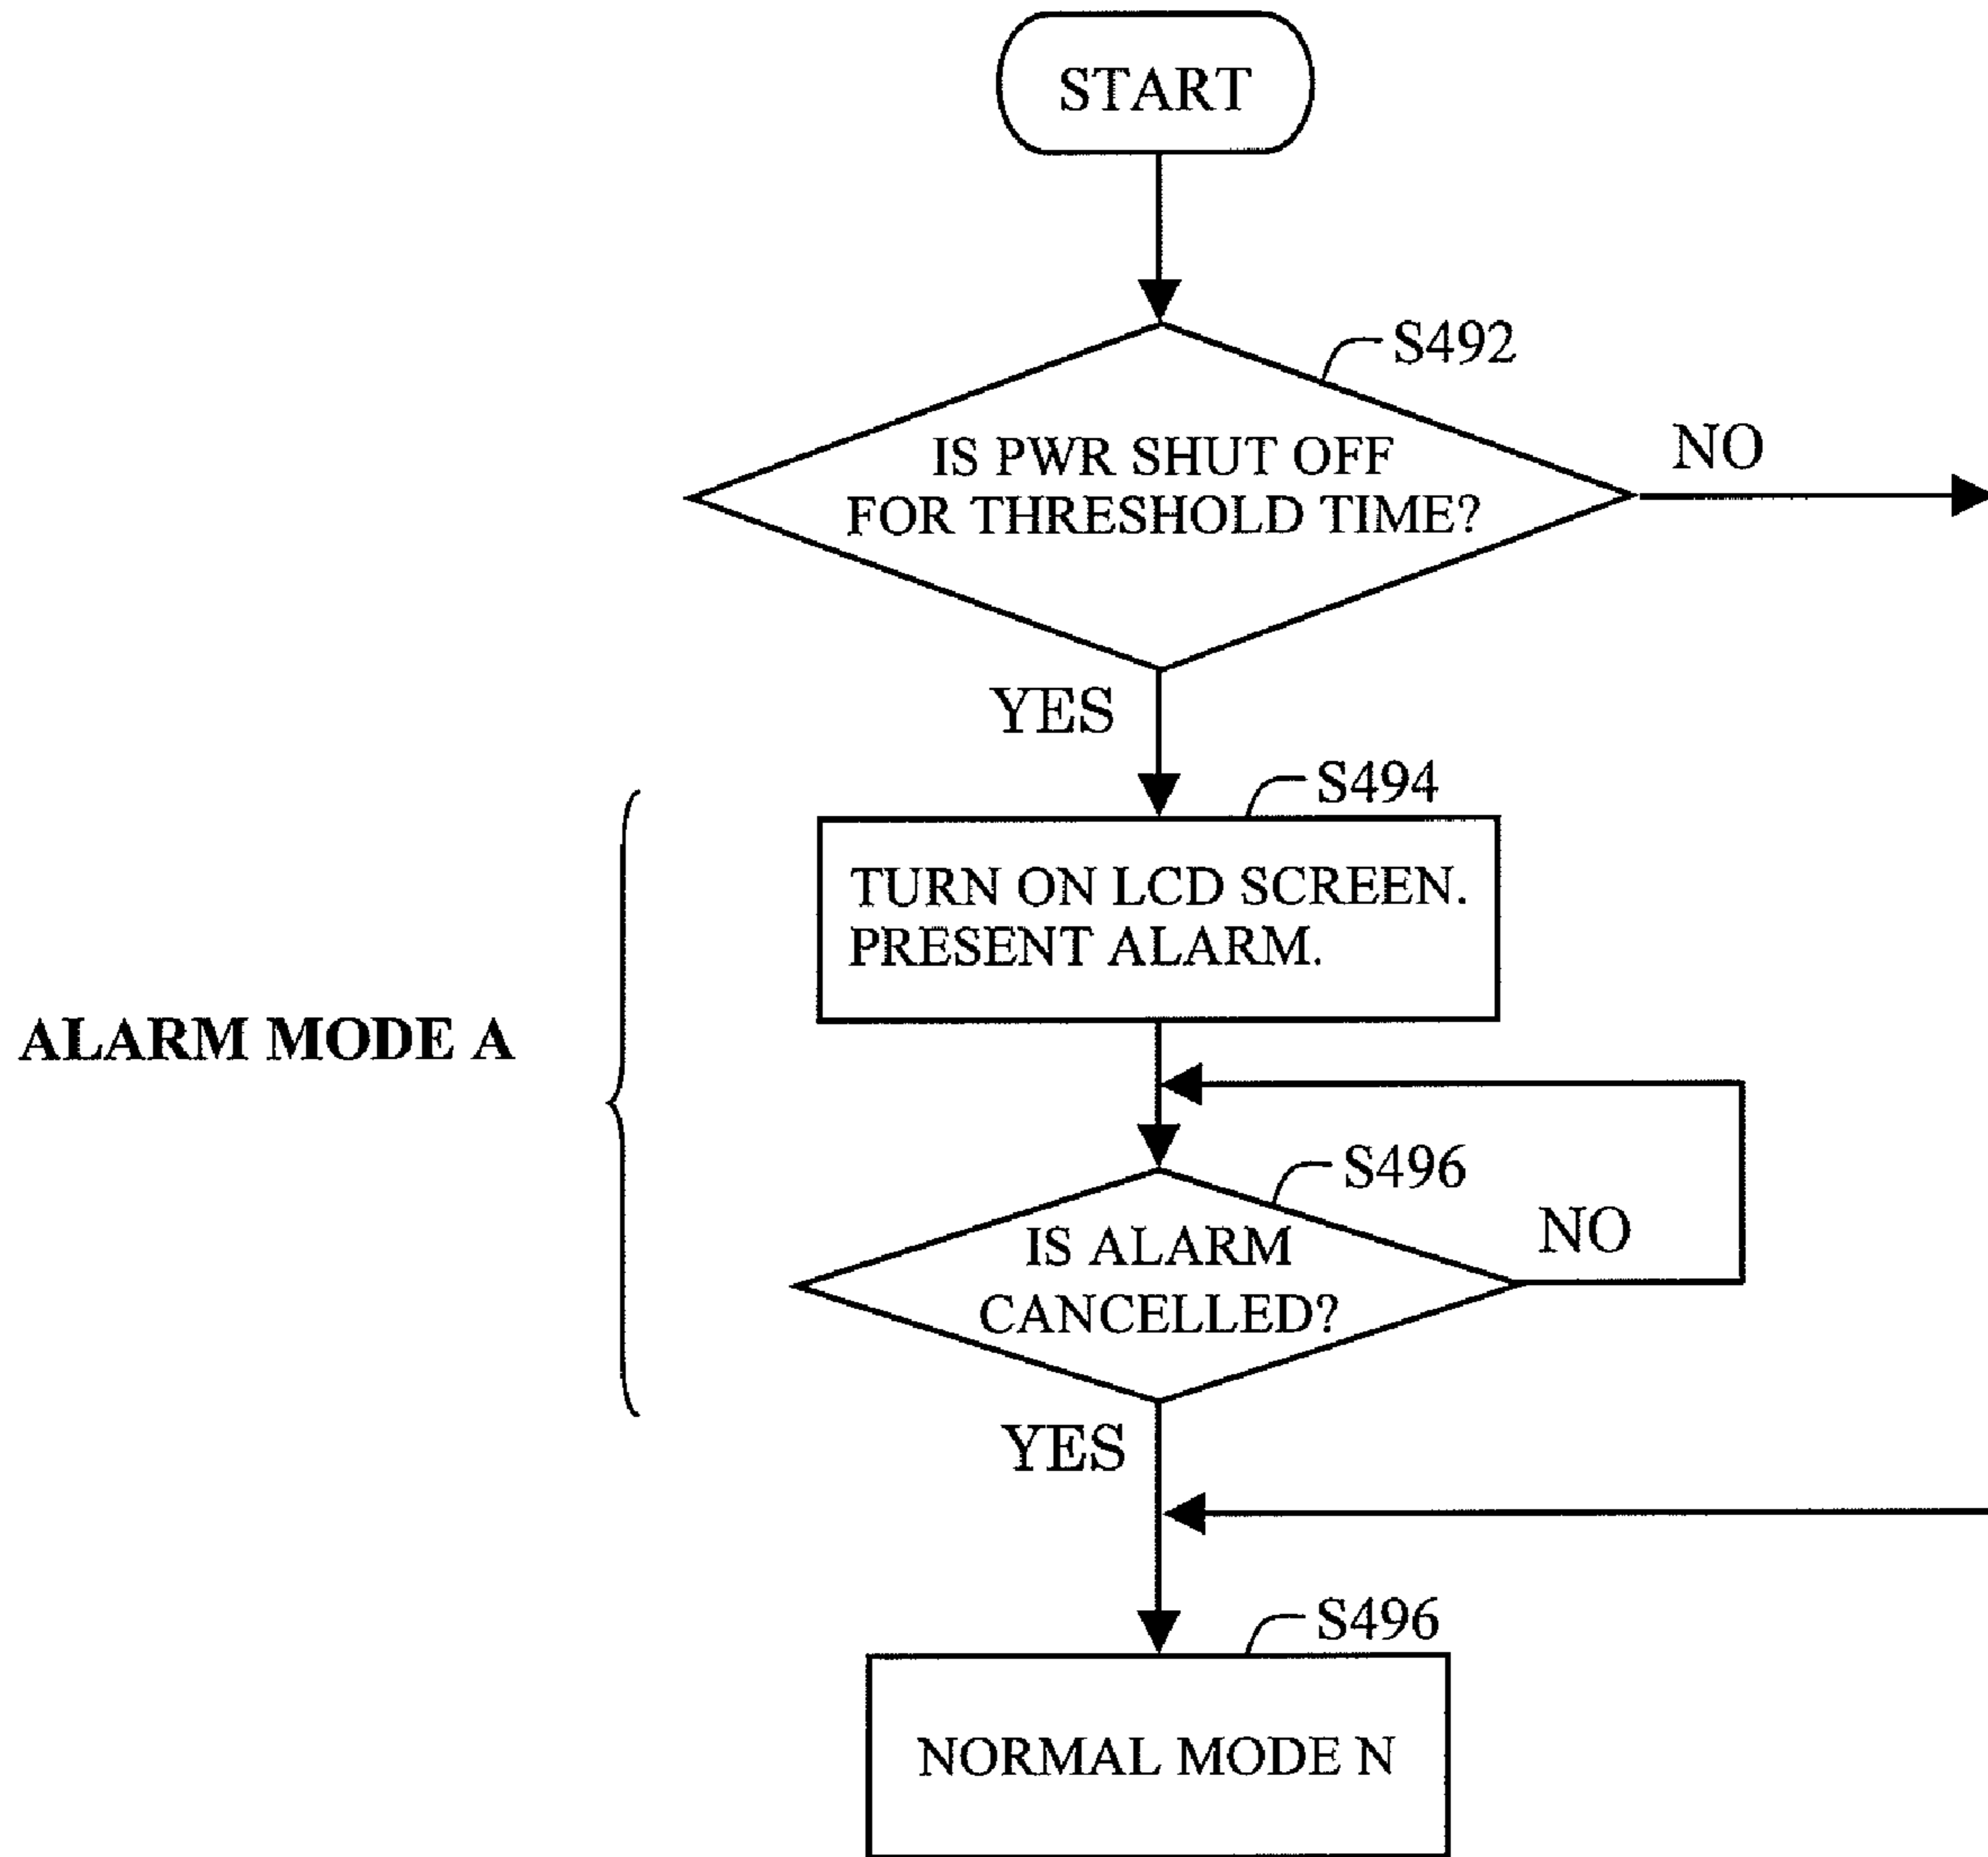 START
S492
IS PWR SHUT OFF
FOR THRESHOLD TIME?
NO
YES
S494
TURN ON LCD SCREEN.
PRESENT ALARM.
ALARM MODE A
S496
IS ALARM
CANCELLED?
NO
YES
S496
NORMAL MODE N